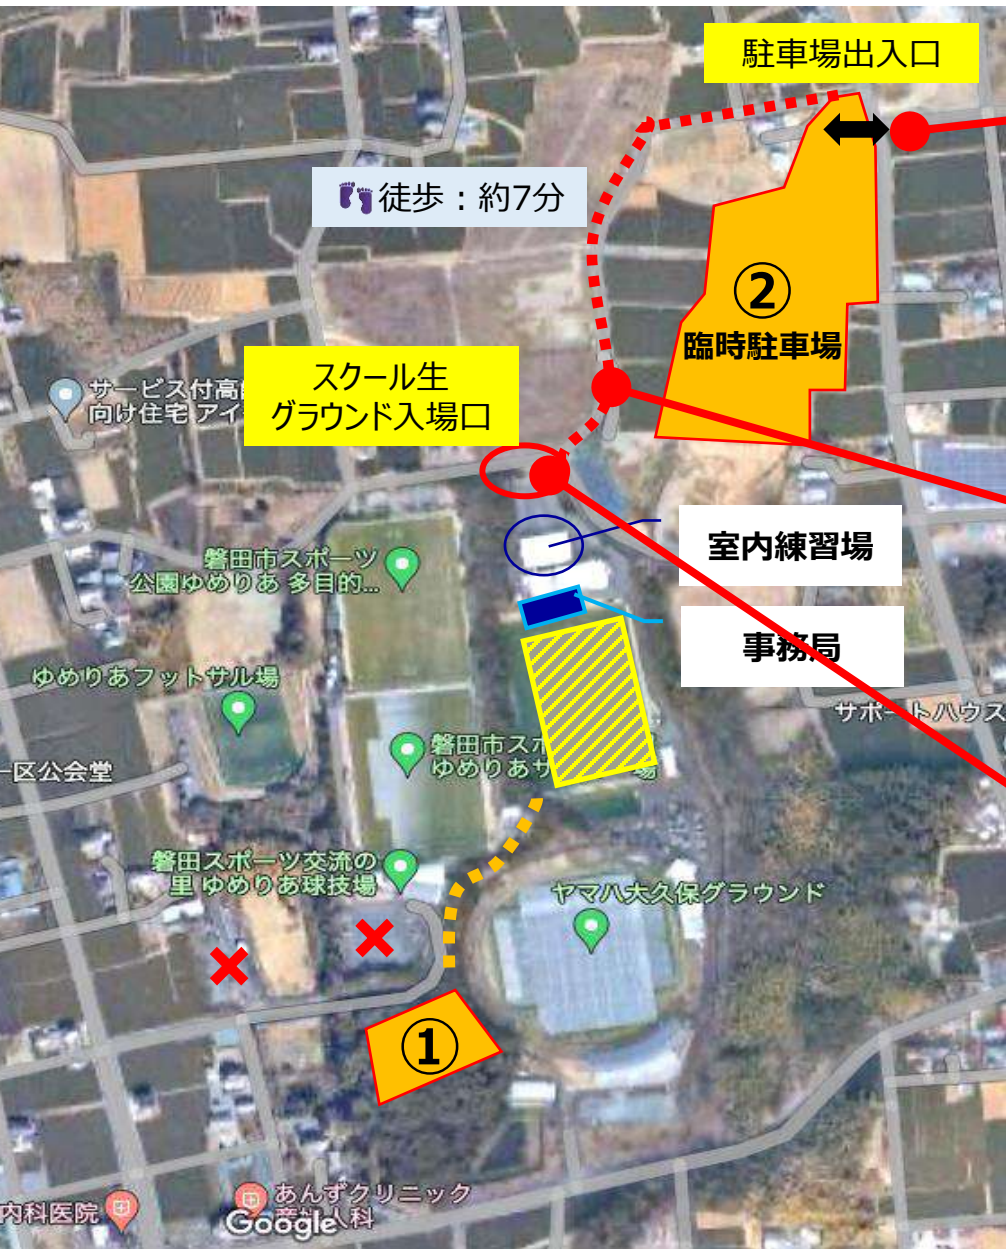 駐車場出入口
徒歩：約7分
②
臨時駐車場
スクール生
グラウンド入場口
サービス付高
向け住宅 アイ
室内練習場
磐田市スポーツ
公園ゆめりあ 多目的...
事務局
ゆめりあフットサル場
サポートハウス
磐田市スポ
ゆめりあサ
場
一区公会堂
磐田スポーツ交流の
里 ゆめりあ球技場
ヤマハ大久保グラウンド
①
あんずクリニック
産婦人科
内科医院
Google